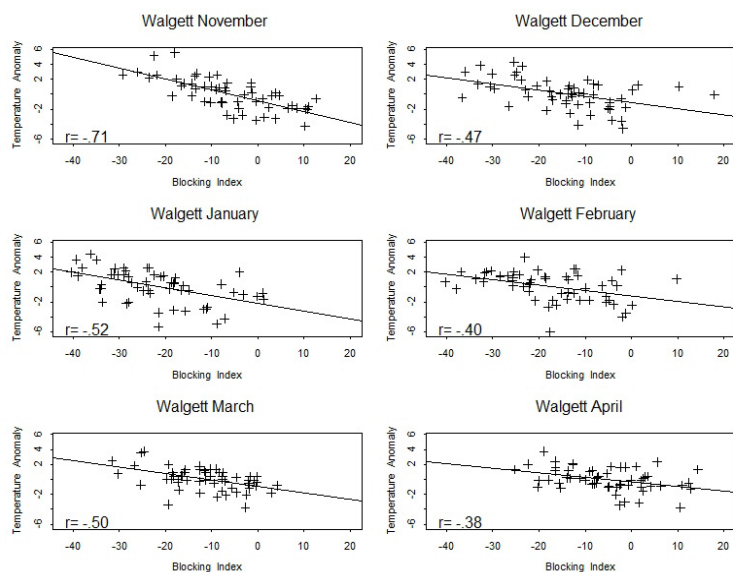 Walgett November
Temperature Anomaly
6
2
-2
-6
r= -.71
-40 -30 -20 -10 0 10 20
Blocking Index
Walgett December
Temperature Anomaly
6
2
-2
-6
r= -.47
-40 -30 -20 -10 0 10 20
Blocking Index
Walgett January
Temperature Anomaly
6
2
-2
-6
r= -.52
-40 -30 -20 -10 0 10 20
Blocking Index
Walgett February
Temperature Anomaly
6
2
-2
-6
r= -.40
-40 -30 -20 -10 0 10 20
Blocking Index
Walgett March
Temperature Anomaly
6
2
-2
-6
r= -.50
-40 -30 -20 -10 0 10 20
Blocking Index
Walgett April
Temperature Anomaly
6
2
-2
-6
r= -.38
-40 -30 -20 -10 0 10 20
Blocking Index